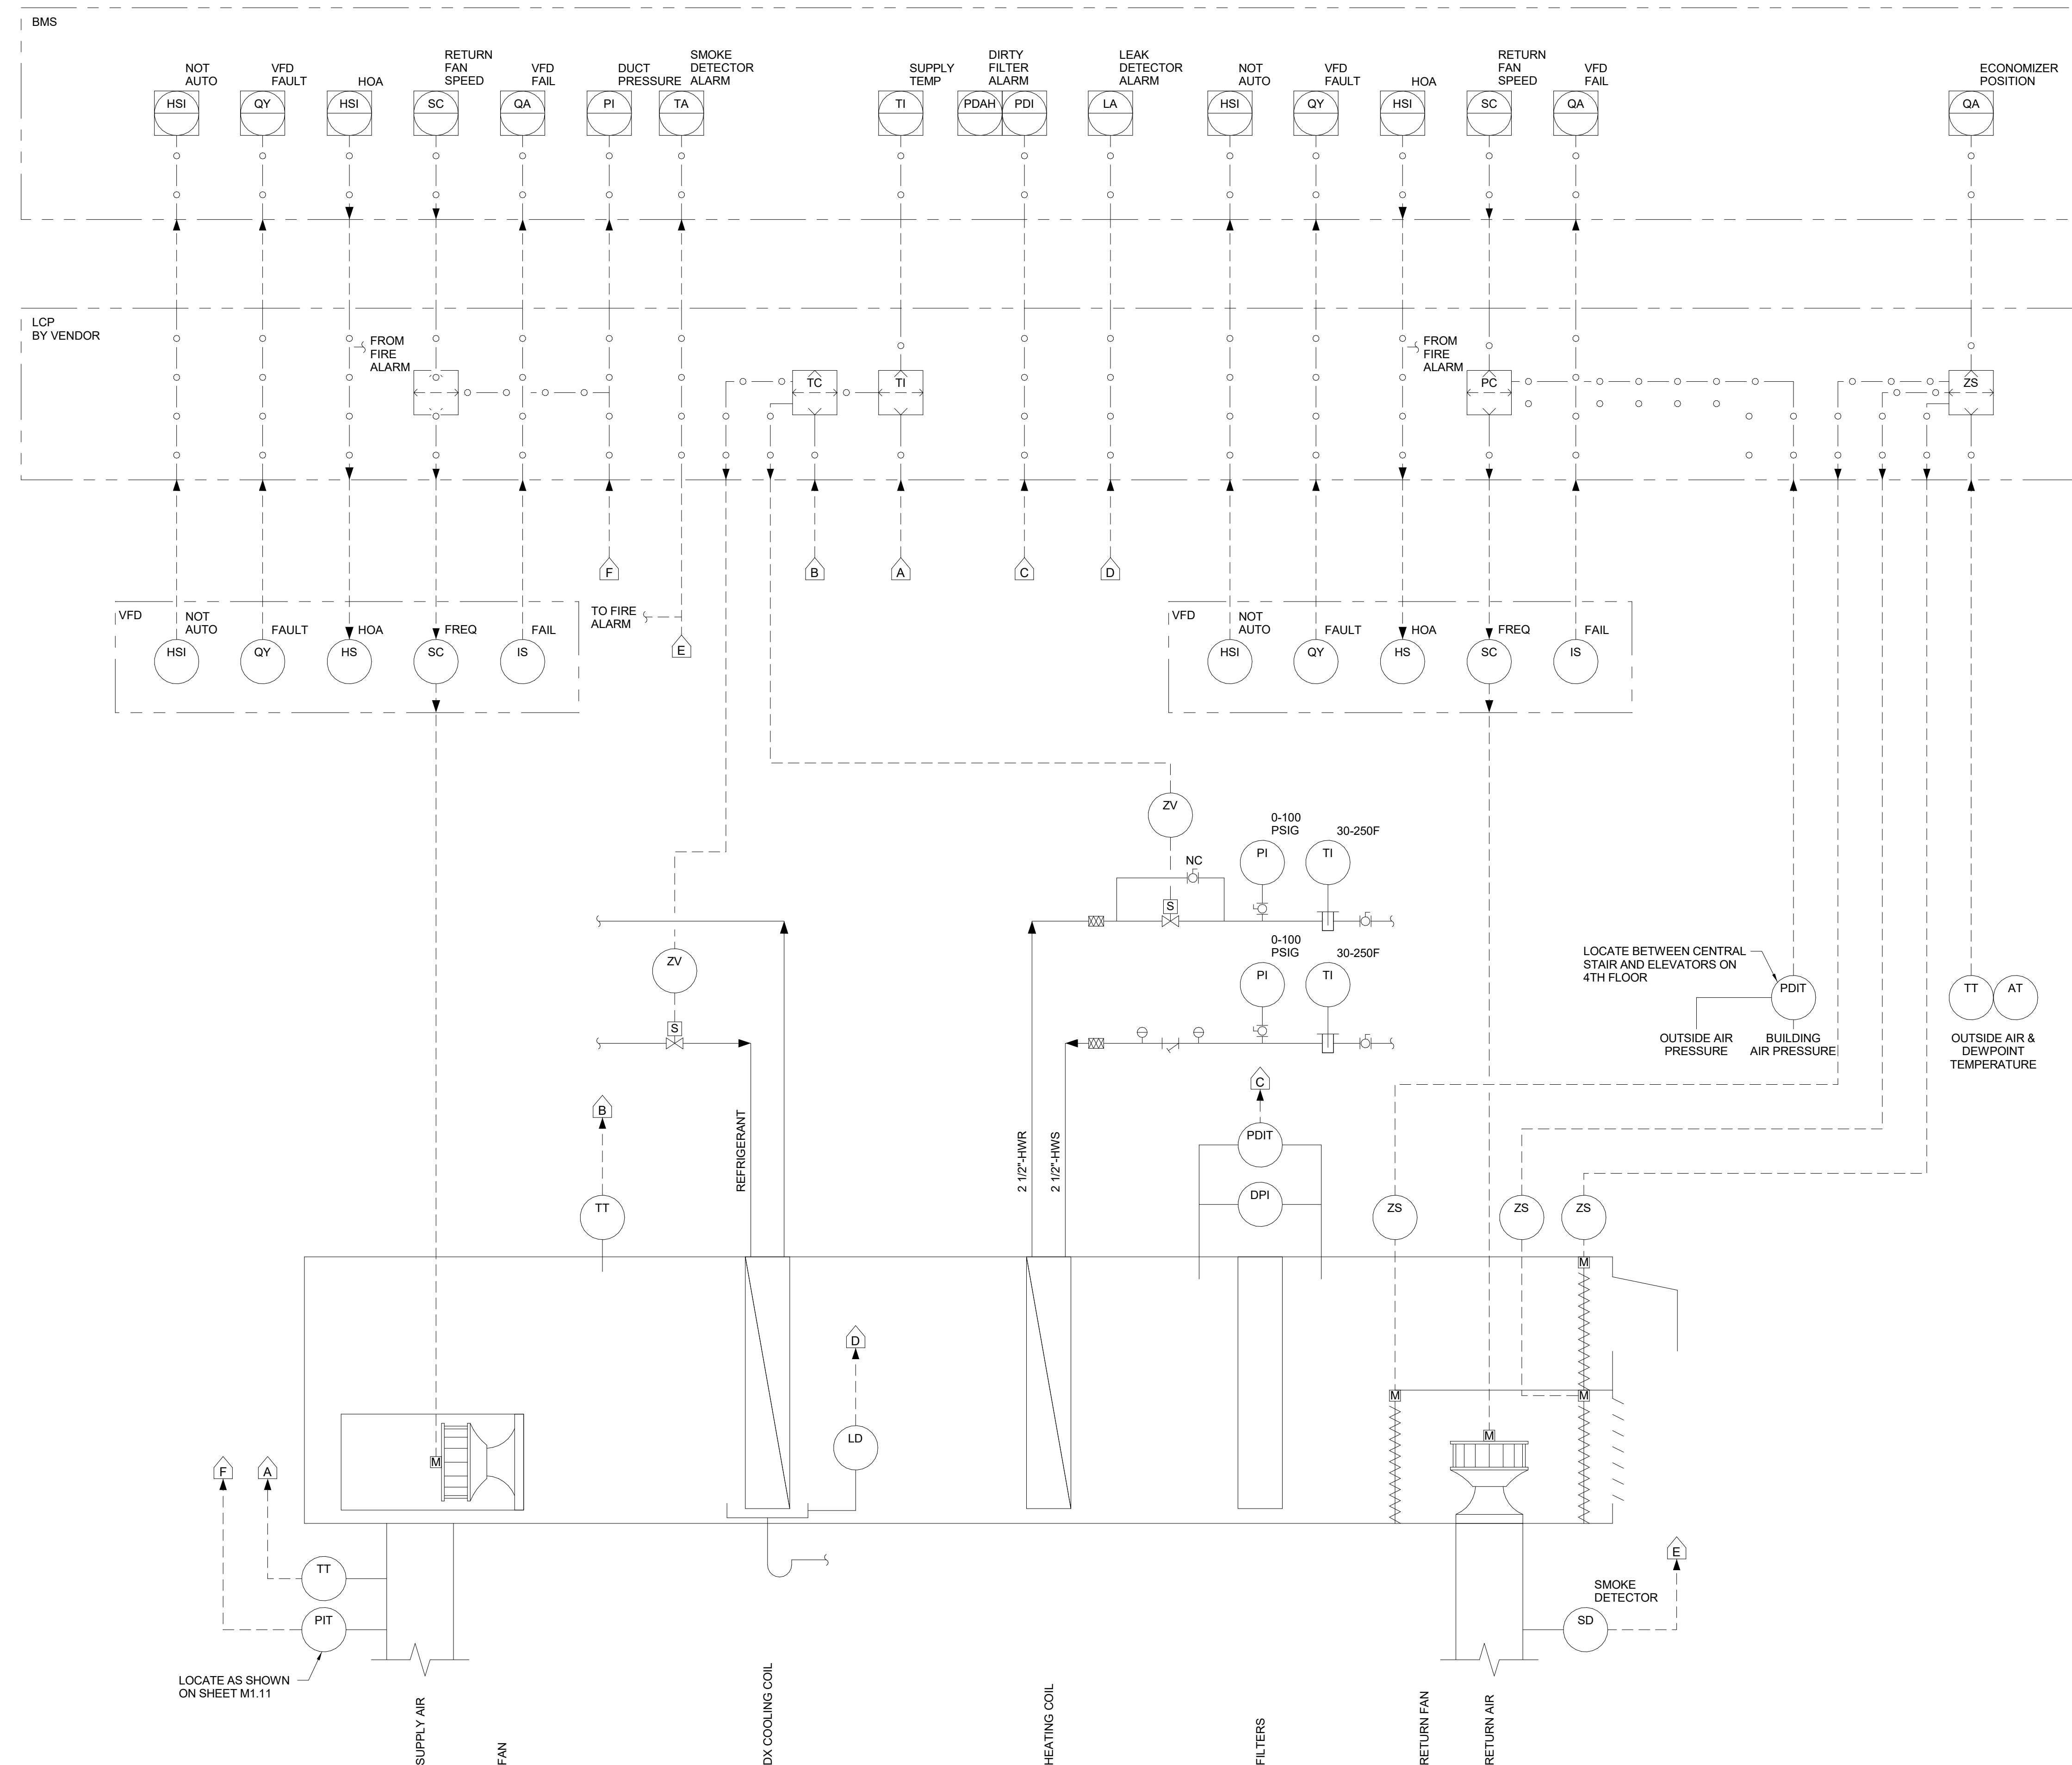 BMS
NOT
AUTO
VFD
FAULT
HOA
RETURN
FAN
SPEED
VFD
FAIL
DUCT
PRESSURE
SMOKE
DETECTOR
ALARM
SUPPLY
TEMP
DIRTY
FILTER
ALARM
LEAK
DETECTOR
ALARM
NOT
AUTO
VFD
FAULT
HOA
RETURN
FAN
SPEED
VFD
FAIL
ECONOMIZER
POSITION
HSI
QY
HSI
SC
QA
PI
TA
TI
PDAH
PDI
LA
HSI
QY
HSI
SC
QA
QA
LCP
BY VENDOR
FROM
FIRE
ALARM
FROM
FIRE
ALARM
TC
TI
PC
ZS
F
B
A
C
D
VFD
NOT
AUTO
FAULT
HOA
FREQ
FAIL
HSI
QY
HS
SC
IS
TO FIRE
ALARM
E
VFD
NOT
AUTO
FAULT
HOA
FREQ
FAIL
HSI
QY
HS
SC
IS
ZV
NC
S
0-100
PSIG
PI
30-250F
TI
ZV
S
0-100
PSIG
PI
30-250F
TI
LOCATE BETWEEN CENTRAL
STAIR AND ELEVATORS ON
4TH FLOOR
PDIT
OUTSIDE AIR
PRESSURE
BUILDING
AIR PRESSURE
TT
AT
OUTSIDE AIR &
DEWPOINT
TEMPERATURE
B
TT
REFRIGERANT
2 1/2"-HWR
2 1/2"-HWS
C
PDIT
DPI
ZS
ZS
ZS
M
M
M
M
M
D
LD
F
A
TT
PIT
LOCATE AS SHOWN
ON SHEET M1.11
E
SMOKE
DETECTOR
SD
SUPPLY AIR
FAN
DX COOLING COIL
HEATING COIL
FILTERS
RETURN FAN
RETURN AIR